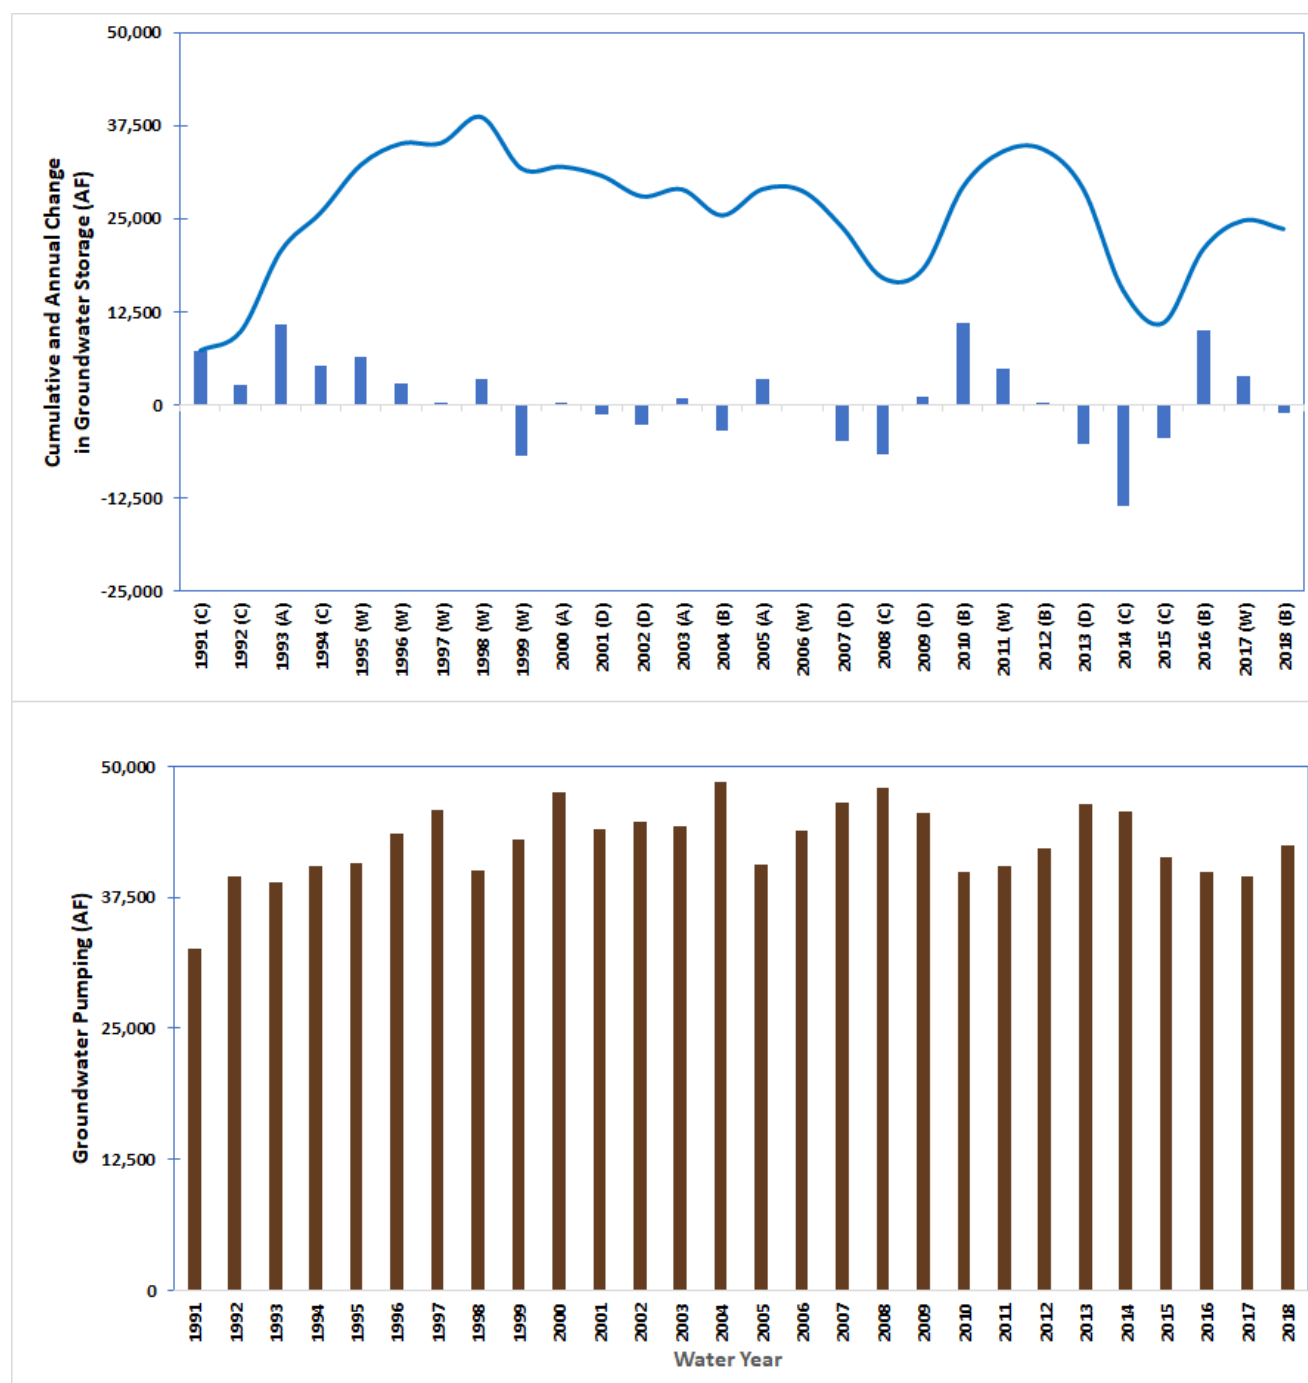 50,000
37,500
25,000
12,500
0
-12,500
-25,000
Cumulative and Annual Change
in Groundwater Storage (AF)
1991 (C)
1992 (C)
1993 (A)
1994 (C)
1995 (W)
1996 (W)
1997 (W)
1998 (W)
1999 (W)
2000 (A)
2001 (D)
2002 (D)
2003 (A)
2004 (B)
2005 (A)
2006 (W)
2007 (D)
2008 (C)
2009 (D)
2010 (B)
2011 (W)
2012 (B)
2013 (D)
2014 (C)
2015 (C)
2016 (B)
2017 (W)
2018 (B)
50,000
37,500
25,000
12,500
0
Groundwater Pumping (AF)
1991
1992
1993
1994
1995
1996
1997
1998
1999
2000
2001
2002
2003
2004
2005
2006
2007
2008
2009
2010
2011
2012
2013
2014
2015
2016
2017
2018
Water Year